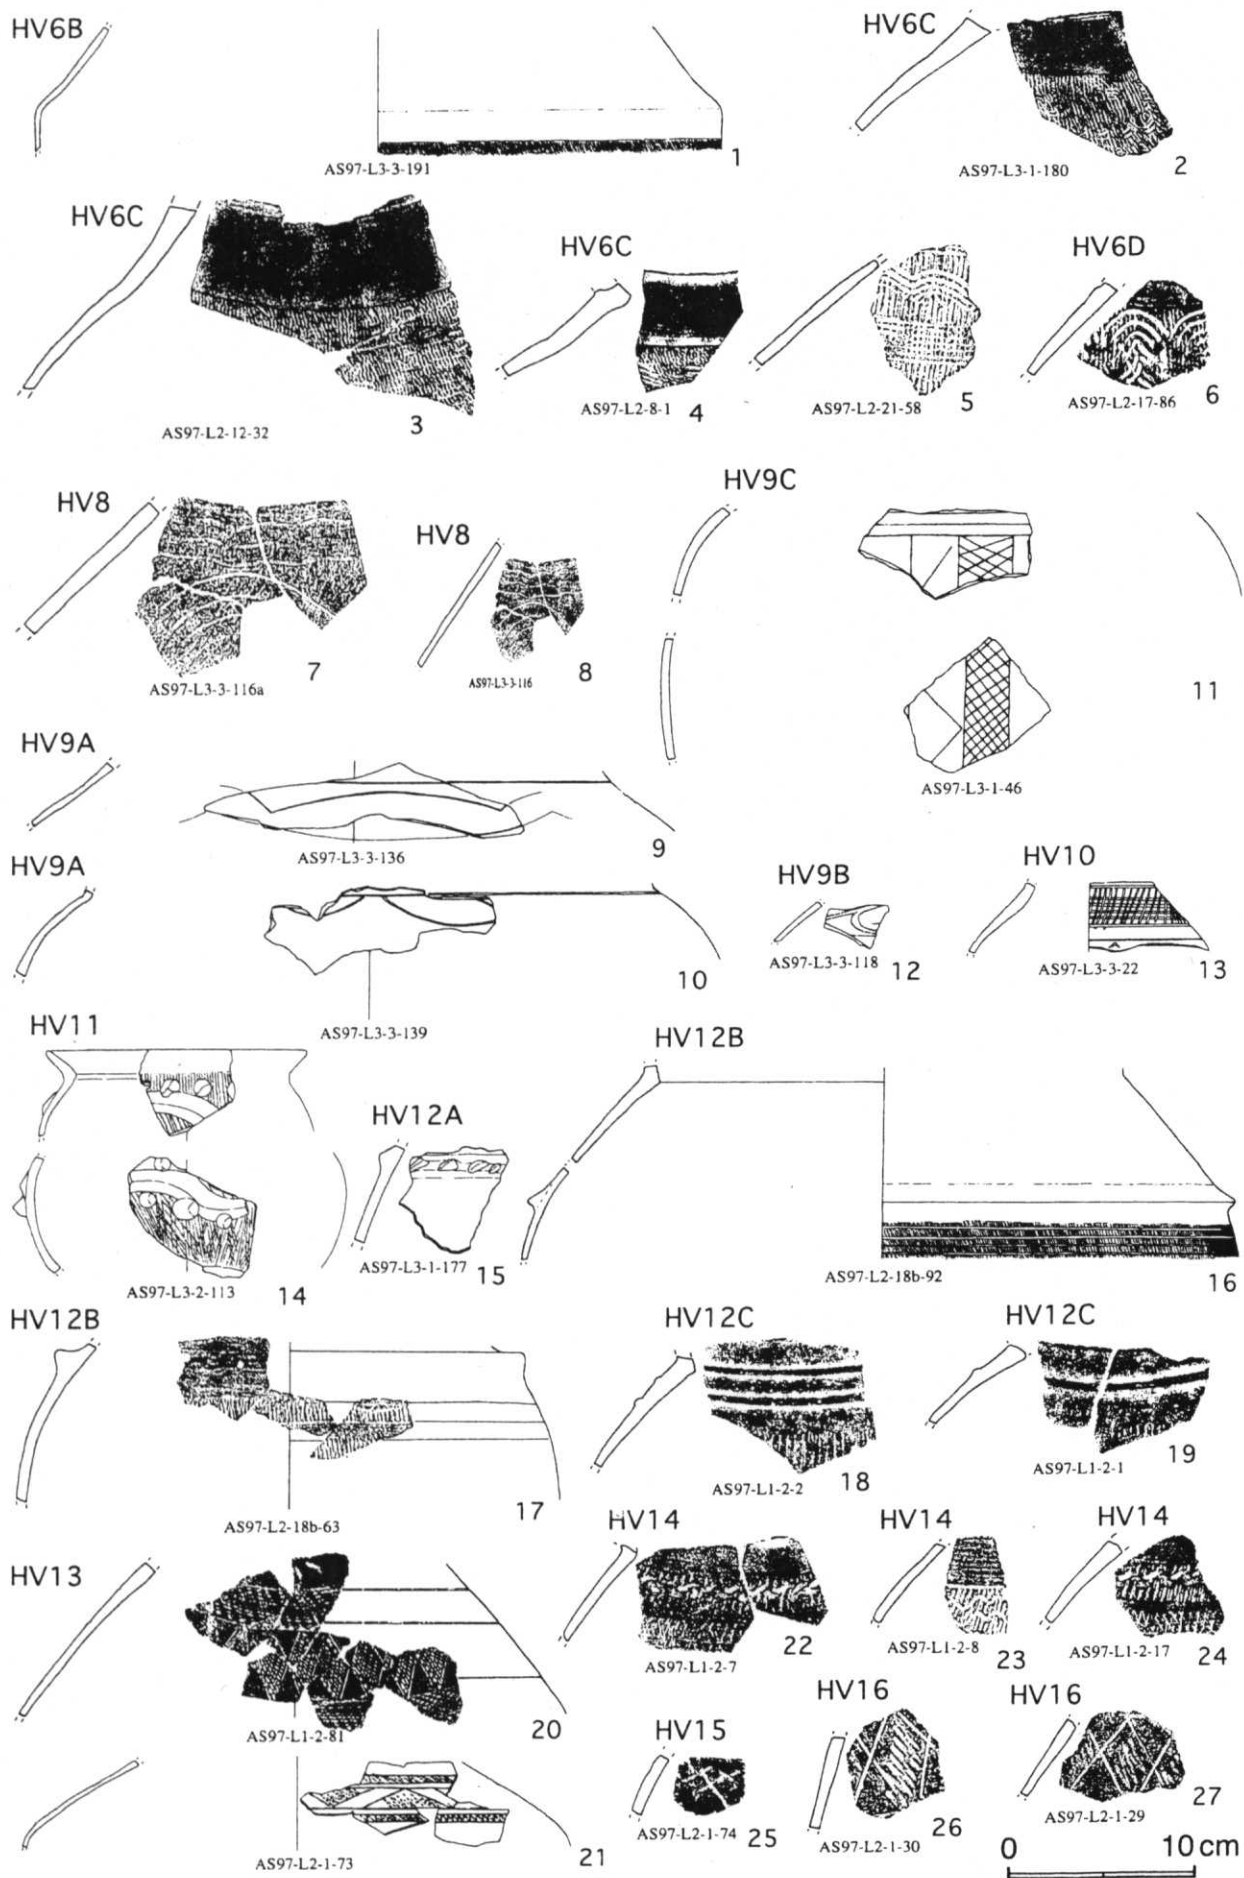 HV6B
AS97-L3-3-191
1
HV6C
AS97-L3-1-180
2
HV6C
AS97-L2-12-32
3
HV6C
AS97-L2-8-1
4
AS97-L2-21-58
5
HV6D
AS97-L2-17-86
6
HV8
AS97-L3-3-116a
7
HV8
AS97-L3-3-116
8
HV9C
AS97-L3-1-46
11
HV9A
AS97-L3-3-136
9
HV9A
AS97-L3-3-139
10
HV9B
AS97-L3-3-118
12
HV10
AS97-L3-3-22
13
HV11
AS97-L3-2-113
14
HV12A
AS97-L3-1-177
15
HV12B
AS97-L2-18b-92
16
HV12B
AS97-L2-18b-63
17
HV12C
AS97-L1-2-2
18
HV12C
AS97-L1-2-1
19
HV13
AS97-L1-2-81
20
AS97-L2-1-73
21
HV14
AS97-L1-2-7
22
HV14
AS97-L1-2-8
23
HV14
AS97-L1-2-17
24
HV15
AS97-L2-1-74
25
HV16
AS97-L2-1-30
26
HV16
AS97-L2-1-29
27
0 10 cm